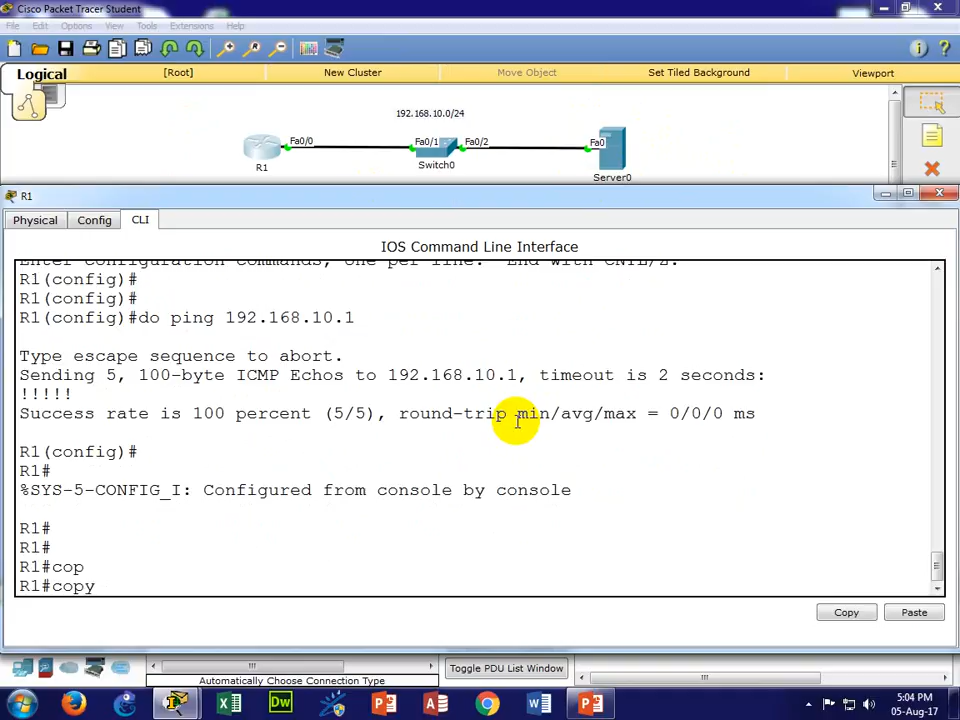 Cisco Packet Tracer Student
File Edit Options View Tools Extensions Help
Logical [Root] New Cluster Move Object Set Tiled Background Viewport
192.168.10.0/24
Fa0/0 Fa0/1 Fa0/2 Fa0
R1 Switch0 Server0
R1
Physical Config CLI
IOS Command Line Interface
Enter configuration commands, one per line. End with CNTL/Z.
R1(config)#
R1(config)#
R1(config)#do ping 192.168.10.1
Type escape sequence to abort.
Sending 5, 100-byte ICMP Echos to 192.168.10.1, timeout is 2 seconds:
!!!!!
Success rate is 100 percent (5/5), round-trip min/avg/max = 0/0/0 ms
R1(config)#
R1#
%SYS-5-CONFIG_I: Configured from console by console
R1#
R1#
R1#cop
R1#copy
Copy Paste
Toggle PDU List Window
Automatically Choose Connection Type
5:04 PM
05-Aug-17